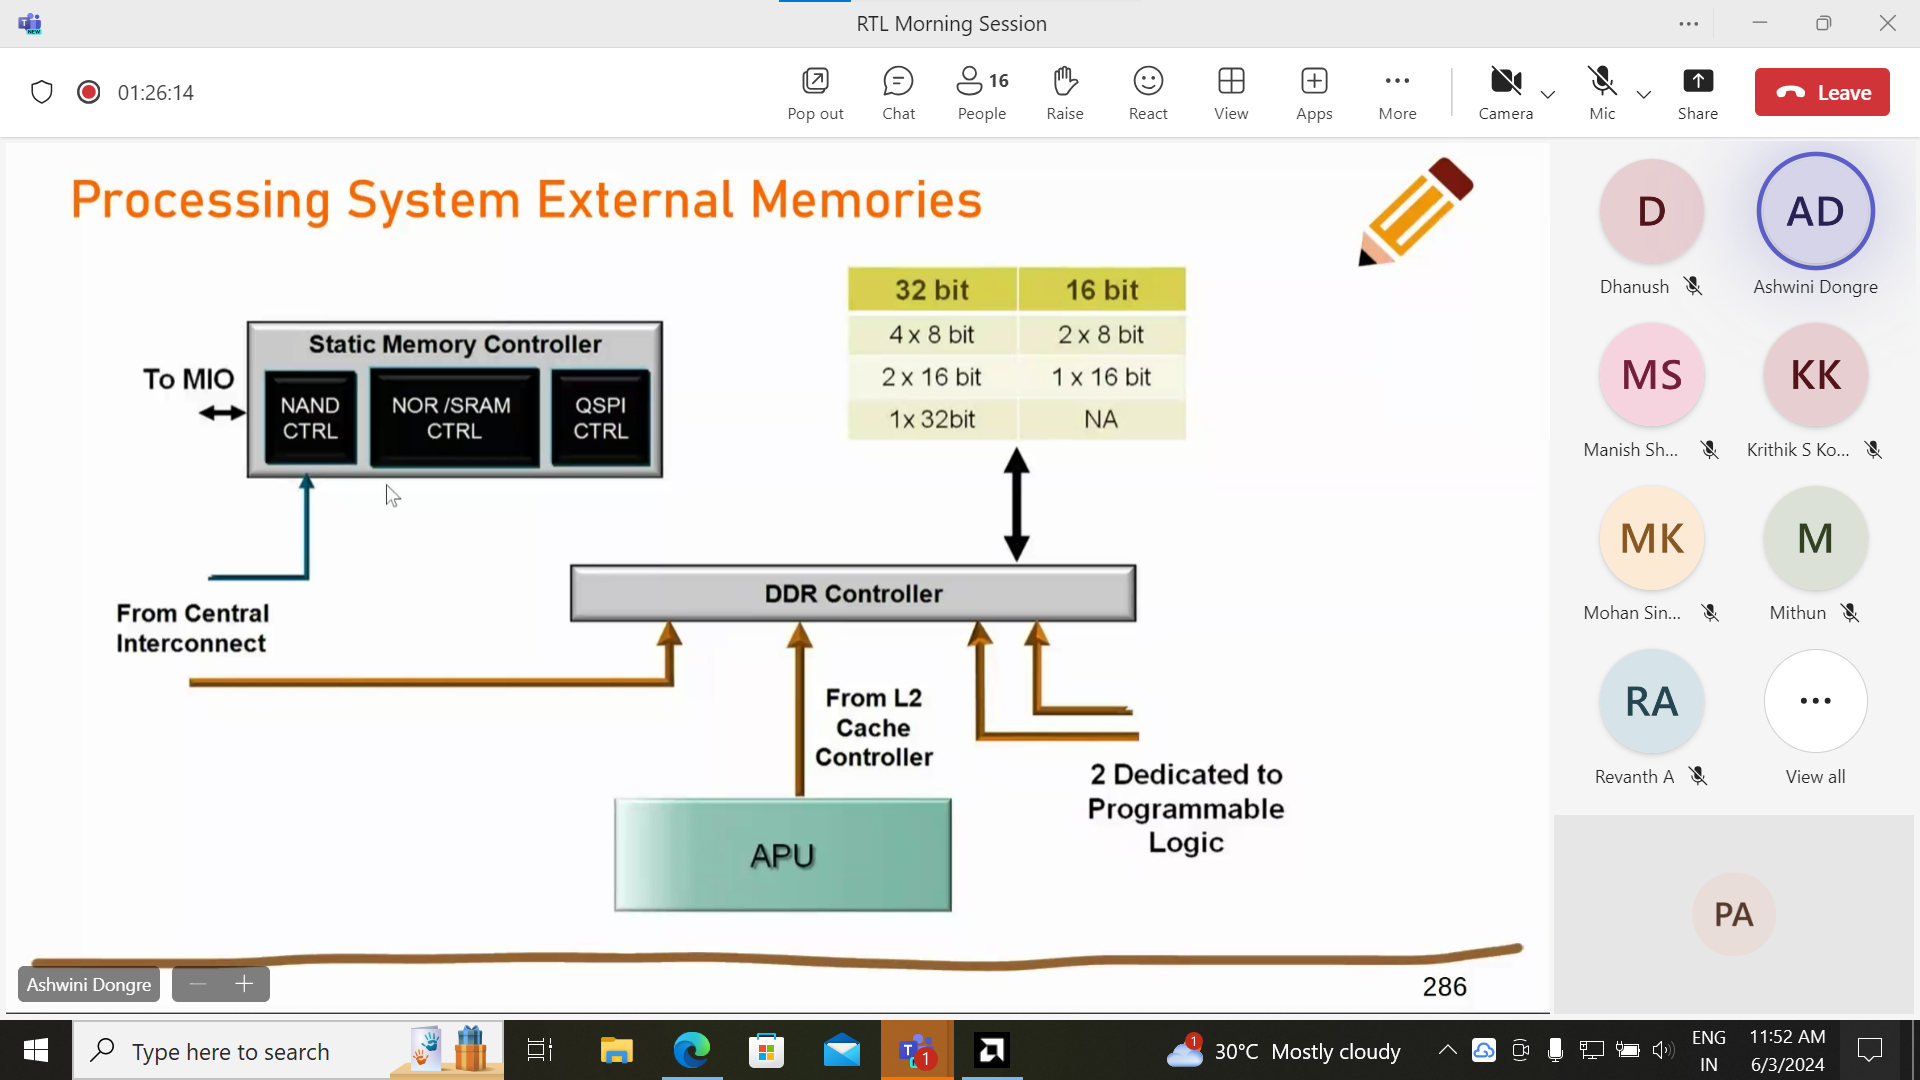 RTL Morning Session
NEW
01:26:14
Pop out
Chat
16
People
Raise
React
View
Apps
More
Camera
Mic
Share
Leave
Processing System External Memories
Static Memory Controller
To MIO
NAND CTRL
NOR /SRAM CTRL
QSPI CTRL
32 bit 16 bit
4 x 8 bit 2 x 8 bit
2 x 16 bit 1 x 16 bit
1x 32bit NA
From Central
Interconnect
DDR Controller
From L2
Cache
Controller
APU
2 Dedicated to
Programmable
Logic
286
Ashwini Dongre
D
Dhanush
AD
Ashwini Dongre
MS
Manish Sh...
KK
Krithik S Ko...
MK
Mohan Sin...
M
Mithun
RA
Revanth A
View all
PA
Type here to search
1
1
30°C Mostly cloudy
ENG
IN
11:52 AM
6/3/2024